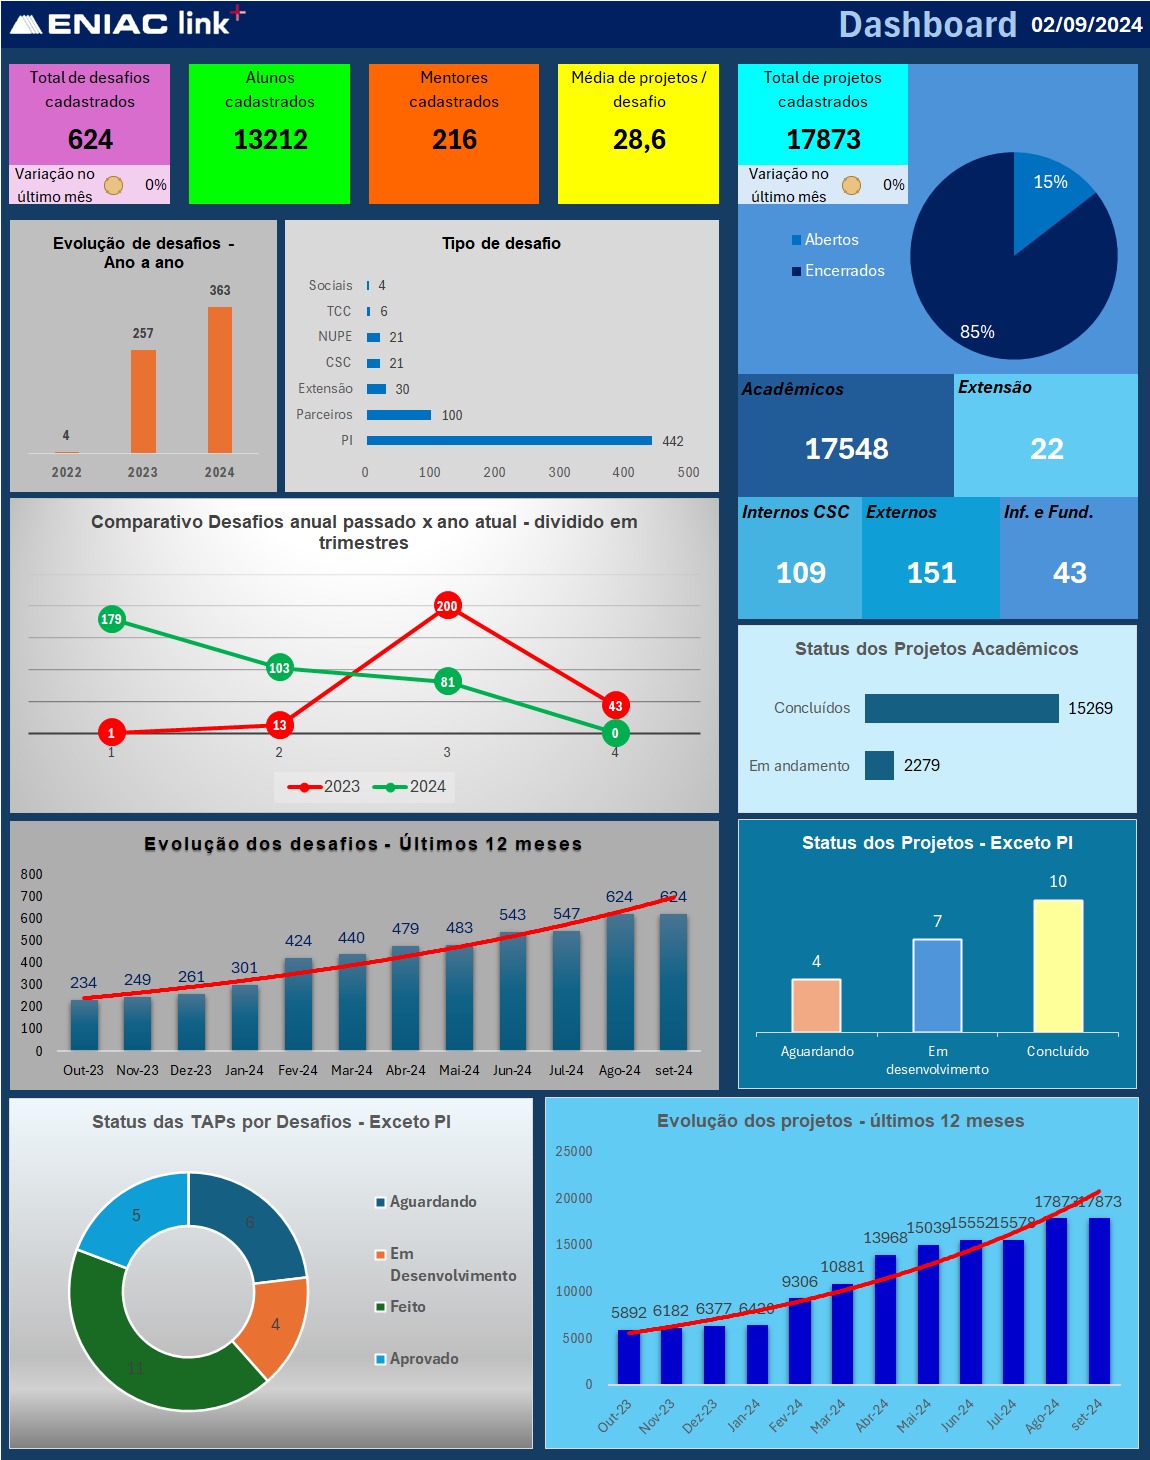 ENIAC link+
Dashboard 02/09/2024
Total de desafios
cadastrados
624
Variação no
último mês
0%
Alunos
cadastrados
13212
Mentores
cadastrados
216
Média de projetos /
desafio
28,6
Total de projetos
cadastrados
17873
Variação no
último mês
0%
15%
85%
Abertos
Encerrados
Evolução de desafios -
Ano a ano
4
257
363
2022 2023 2024
Tipo de desafio
Sociais 4
TCC 6
NUPE 21
CSC 21
Extensão 30
Parceiros 100
PI 442
0 100 200 300 400 500
Acadêmicos
17548
Extensão
22
Internos CSC
109
Externos
151
Inf. e Fund.
43
Comparativo Desafios anual passado x ano atual - dividido em
trimestres
179
103
81
0
1
13
200
43
1 2 3 4
2023 2024
Status dos Projetos Acadêmicos
Concluídos 15269
Em andamento 2279
Evolução dos desafios - Últimos 12 meses
800
700
600
500
400
300
200
100
0
234 249 261 301 424 440 479 483 543 547 624 624
Out-23 Nov-23 Dez-23 Jan-24 Fev-24 Mar-24 Abr-24 Mai-24 Jun-24 Jul-24 Ago-24 set-24
Status dos Projetos - Exceto PI
4
7
10
Aguardando
Em
desenvolvimento
Concluído
Status das TAPs por Desafios - Exceto PI
6
4
11
5
Aguardando
Em
Desenvolvimento
Feito
Aprovado
Evolução dos projetos - últimos 12 meses
25000
20000
15000
10000
5000
0
5892 6182 6377 6420 9306 10881 13968 15039 15552 15578 17873 17873
Out-23 Nov-23 Dez-23 Jan-24 Fev-24 Mar-24 Abr-24 Mai-24 Jun-24 Jul-24 Ago-24 set-24